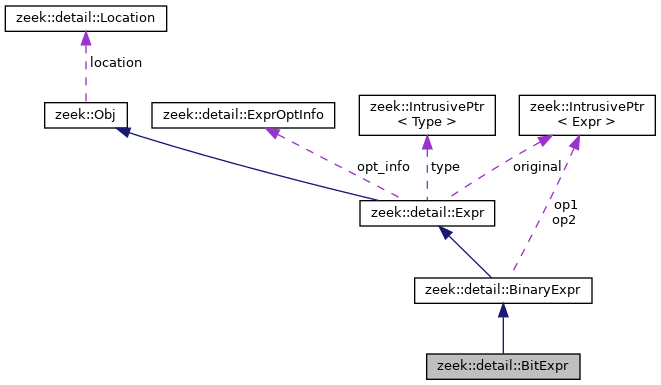 zeek::detail::Location
location
zeek::Obj
zeek::detail::ExprOptInfo
zeek::IntrusivePtr
< Type >
zeek::IntrusivePtr
< Expr >
opt_info
type
original
zeek::detail::Expr
op1
op2
zeek::detail::BinaryExpr
zeek::detail::BitExpr